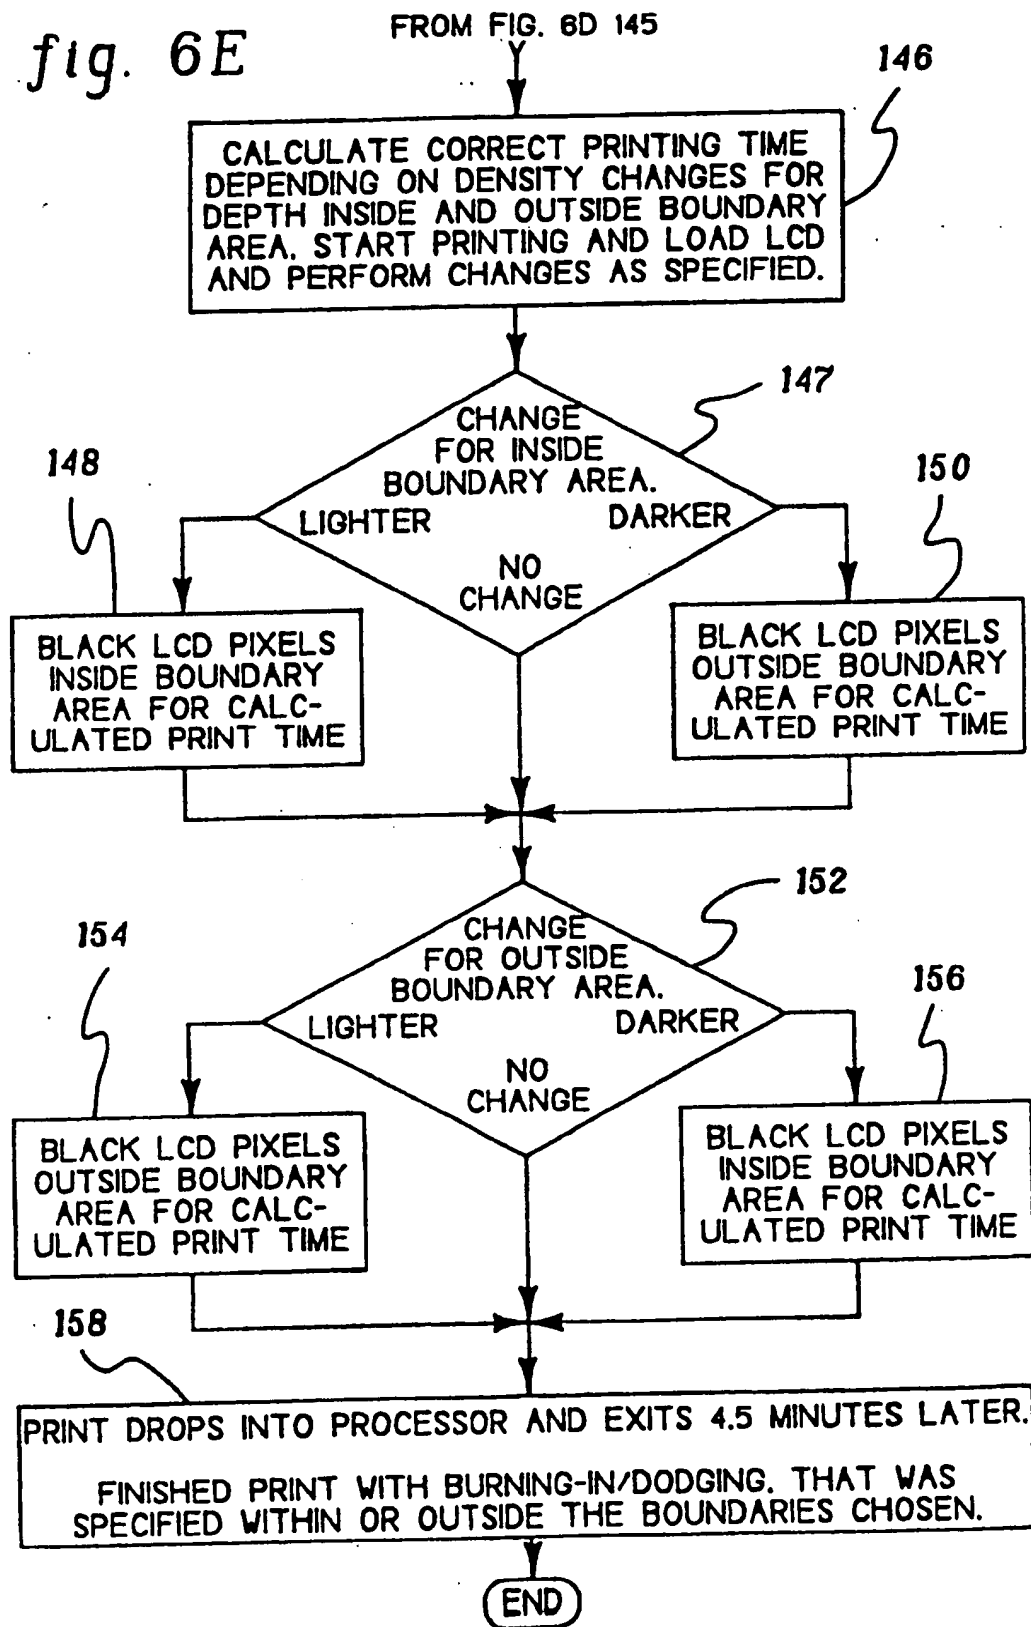 fig. 6E
FROM FIG. 6D 145
Y
146
CALCULATE CORRECT PRINTING TIME
DEPENDING ON DENSITY CHANGES FOR
DEPTH INSIDE AND OUTSIDE BOUNDARY
AREA. START PRINTING AND LOAD LCD
AND PERFORM CHANGES AS SPECIFIED.
147
CHANGE
FOR INSIDE
BOUNDARY AREA.
LIGHTER DARKER
NO
CHANGE
148
BLACK LCD PIXELS
INSIDE BOUNDARY
AREA FOR CALC-
ULATED PRINT TIME
150
BLACK LCD PIXELS
OUTSIDE BOUNDARY
AREA FOR CALC-
ULATED PRINT TIME
152
CHANGE
FOR OUTSIDE
BOUNDARY AREA.
LIGHTER DARKER
NO
CHANGE
154
BLACK LCD PIXELS
OUTSIDE BOUNDARY
AREA FOR CALC-
ULATED PRINT TIME
156
BLACK LCD PIXELS
INSIDE BOUNDARY
AREA FOR CALC-
ULATED PRINT TIME
158
PRINT DROPS INTO PROCESSOR AND EXITS 4.5 MINUTES LATER.
FINISHED PRINT WITH BURNING-IN/DODGING. THAT WAS
SPECIFIED WITHIN OR OUTSIDE THE BOUNDARIES CHOSEN.
END